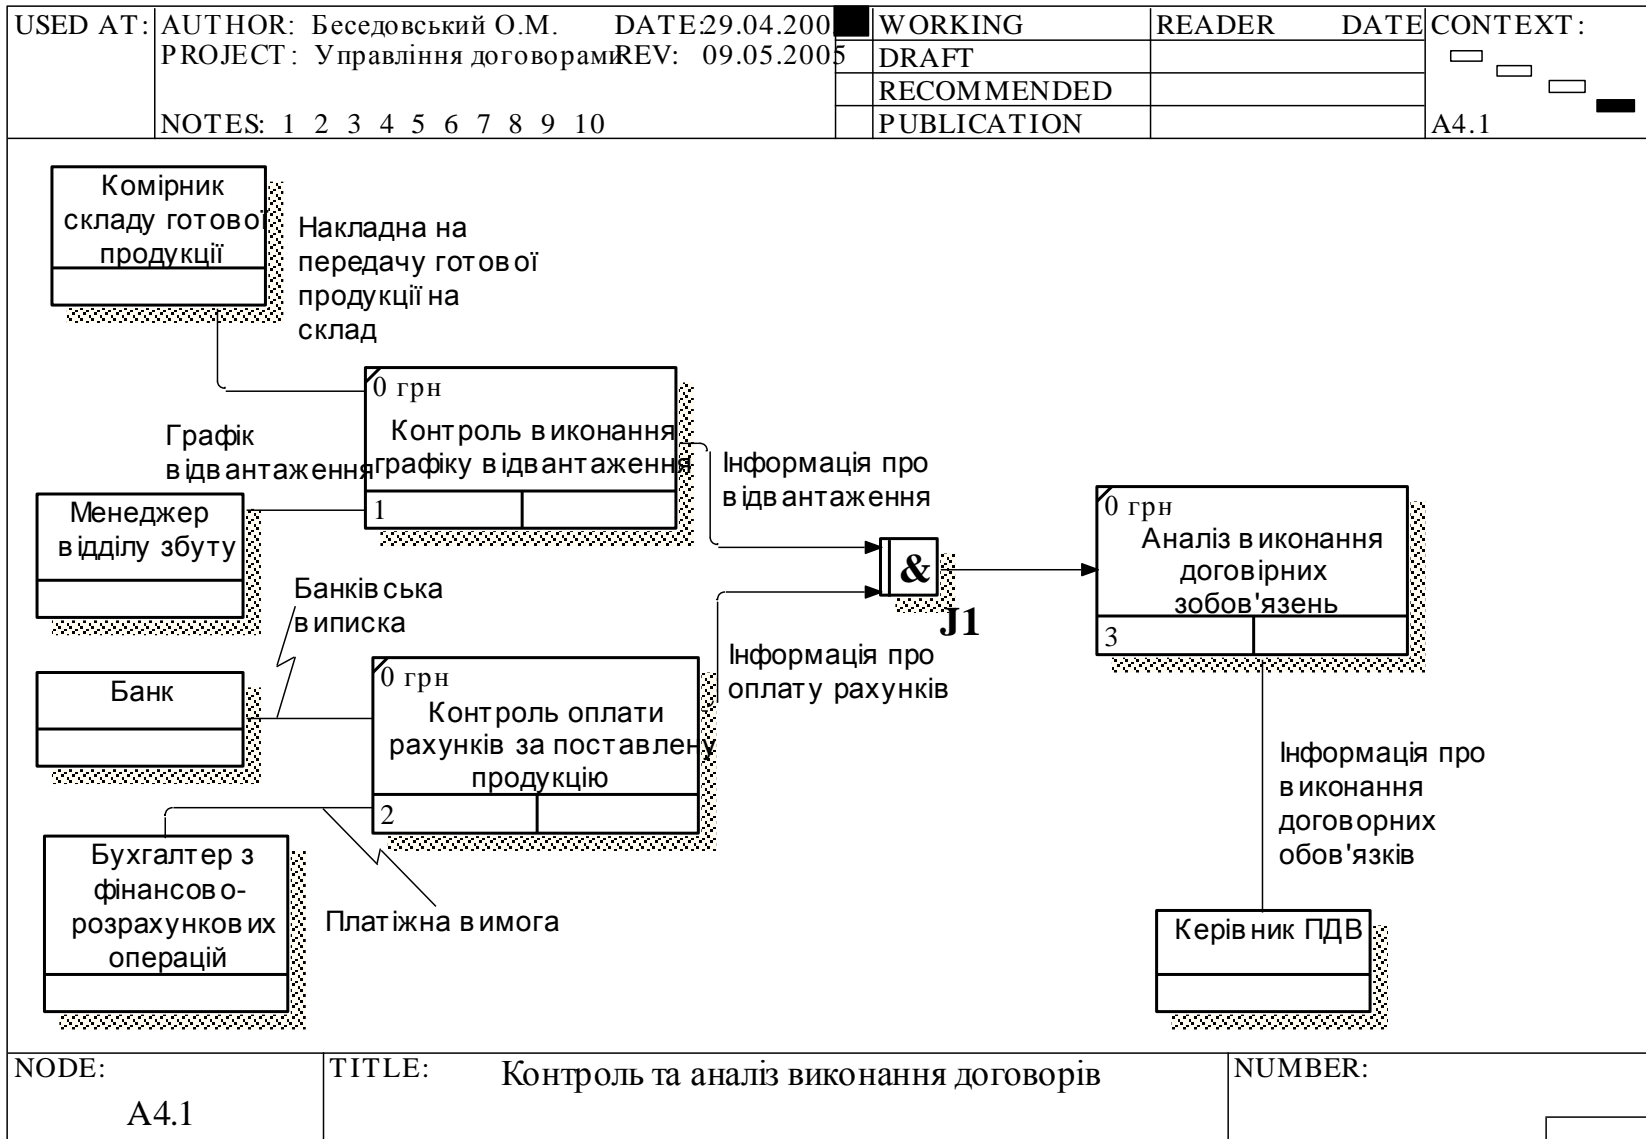 USED AT:
AUTHOR: Беседовський О.М.
DATE:29.04.200
PROJECT: Управління договорами
REV: 09.05.2005
NOTES: 1 2 3 4 5 6 7 8 9 10
WORKING
DRAFT
RECOMMENDED
PUBLICATION
READER DATE
CONTEXT:
A4.1
Комірник
складу готової
продукції
Накладна на
передачу готової
продукції на
склад
0 грн
Контроль виконання
графіку відвантаження
1
Графік
відвантаження
Менеджер
відділу збуту
Інформація про
відвантаження
&
J1
0 грн
Аналіз виконання
договірних
зобов'язень
3
Банківська
виписка
Банк
0 грн
Контроль оплати
рахунків за поставлену
продукцію
2
Інформація про
оплату рахунків
Бухгалтер з
фінансово-
розрахункових
операцій
Платіжна вимога
Інформація про
виконання
договорних
обов'язків
Керівник ПДВ
NODE:
A4.1
TITLE:
Контроль та аналіз виконання договорів
NUMBER: